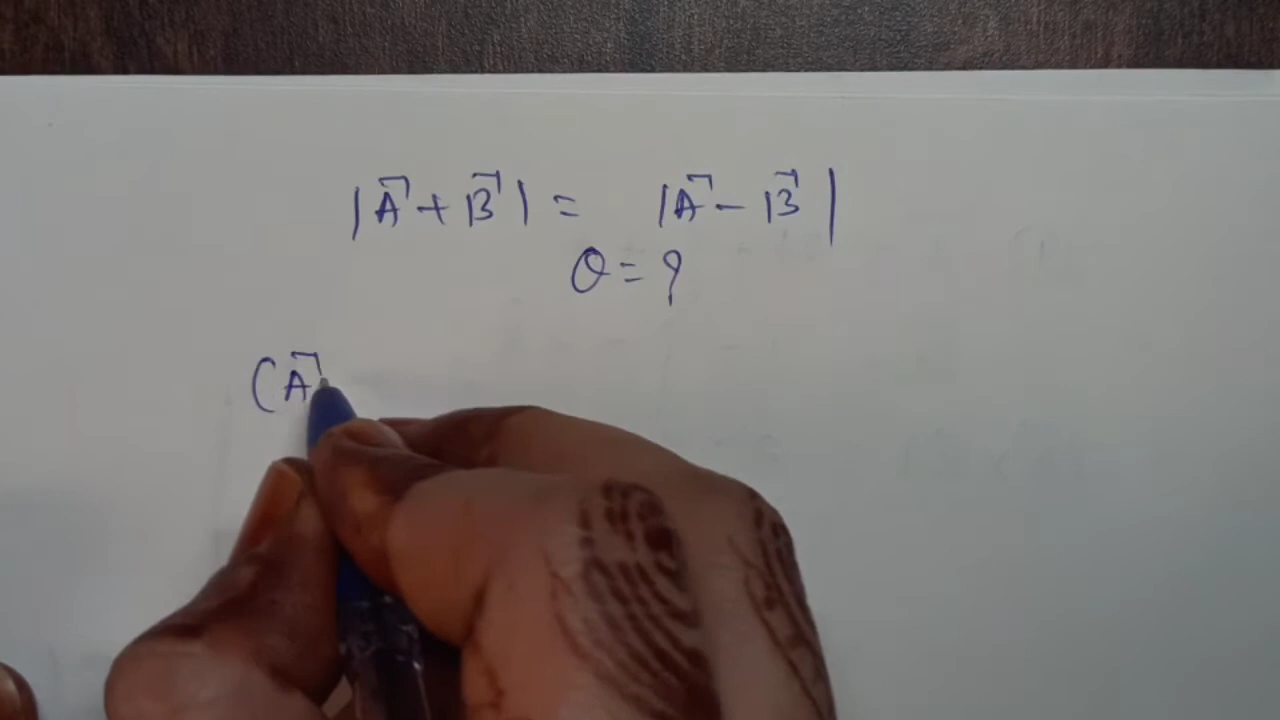 |A⃗ + B⃗| = |A⃗ − B⃗|
θ = ?
(A⃗